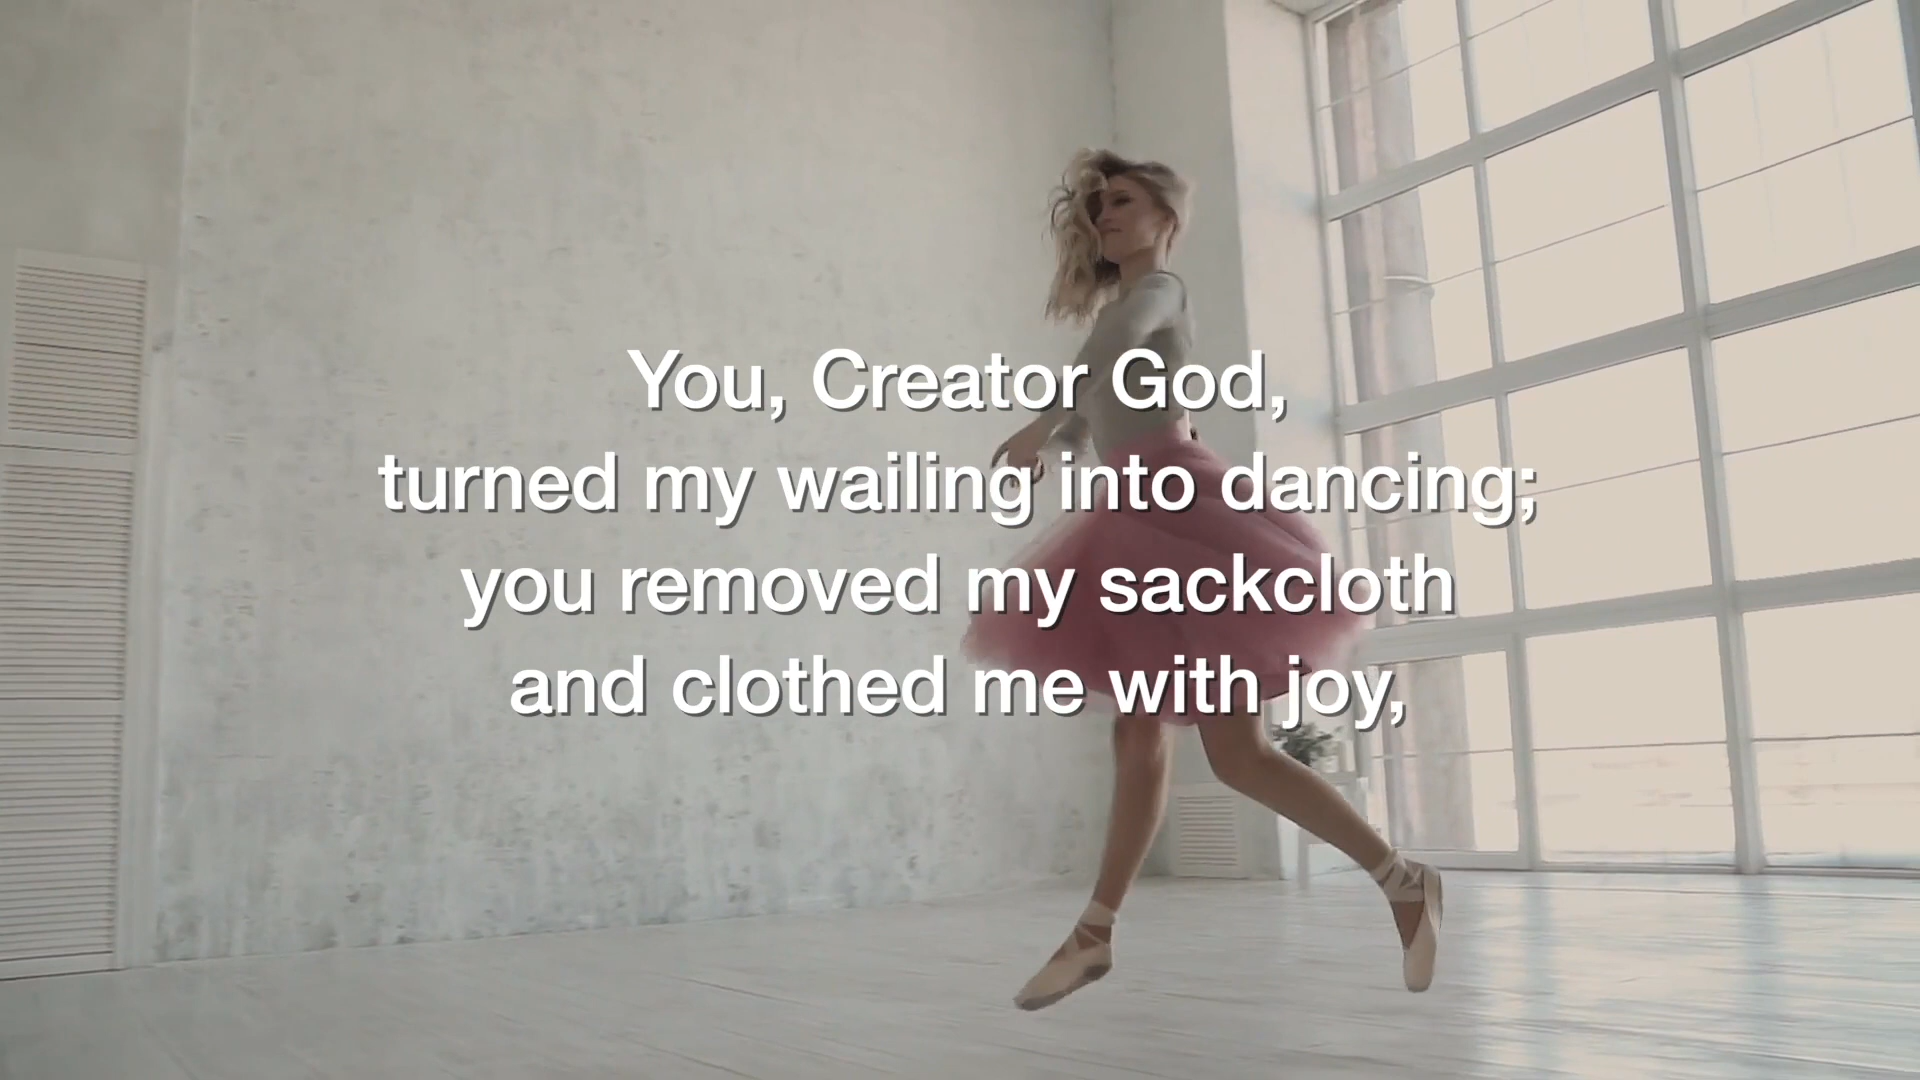 You, Creator God,
turned my wailing into dancing;
you removed my sackcloth
and clothed me with joy,